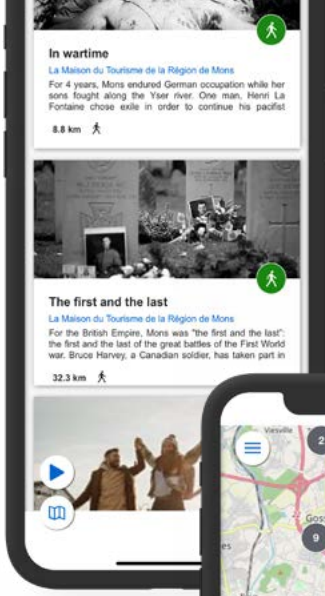 In wartime
La Maison du Tourisme de la Région de Mons
For 4 years, Mons endured German occupation while her
sons fought along the Yser river. One man, Henri La
Fontaine chose exile in order to continue his pacifist
8.8 km
The first and the last
La Maison du Tourisme de la Région de Mons
For the British Empire, Mons was "the first and the last":
the first and the last of the great battles of the First World
war. Bruce Harvey, a Canadian soldier, has taken part in
32.3 km
Viesville
2
Goss
9